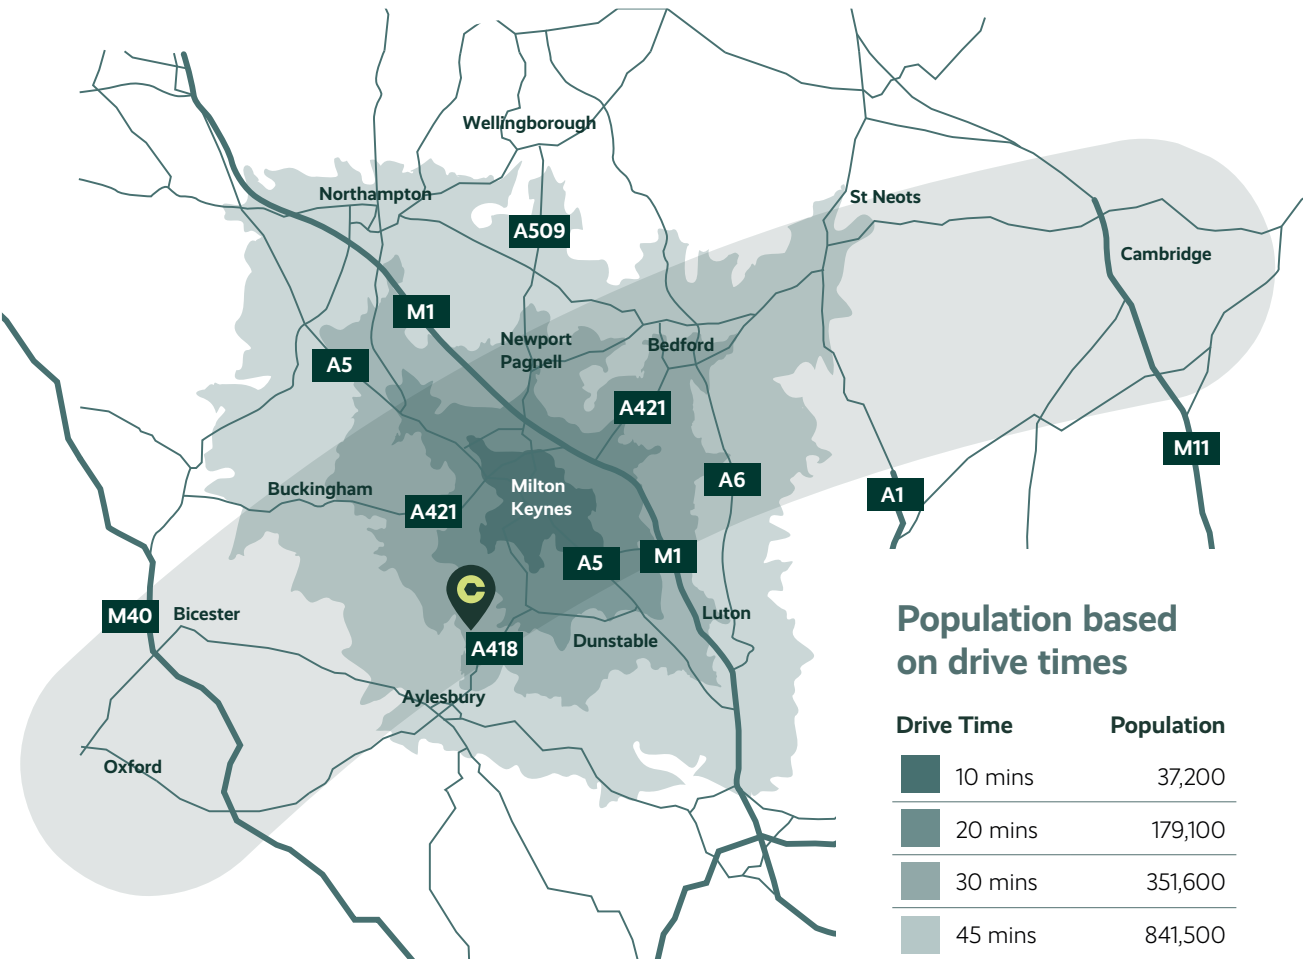 Wellingborough
Northampton
St Neots
A509
Cambridge
M1
Newport
Pagnell
Bedford
A5
A421
M11
A6
Milton
Keynes
Buckingham
A421
A1
A5
M1
M40
Bicester
Luton
Dunstable
A418
Aylesbury
Oxford
Population based
on drive times
Drive Time Population
10 mins 37,200
20 mins 179,100
30 mins 351,600
45 mins 841,500